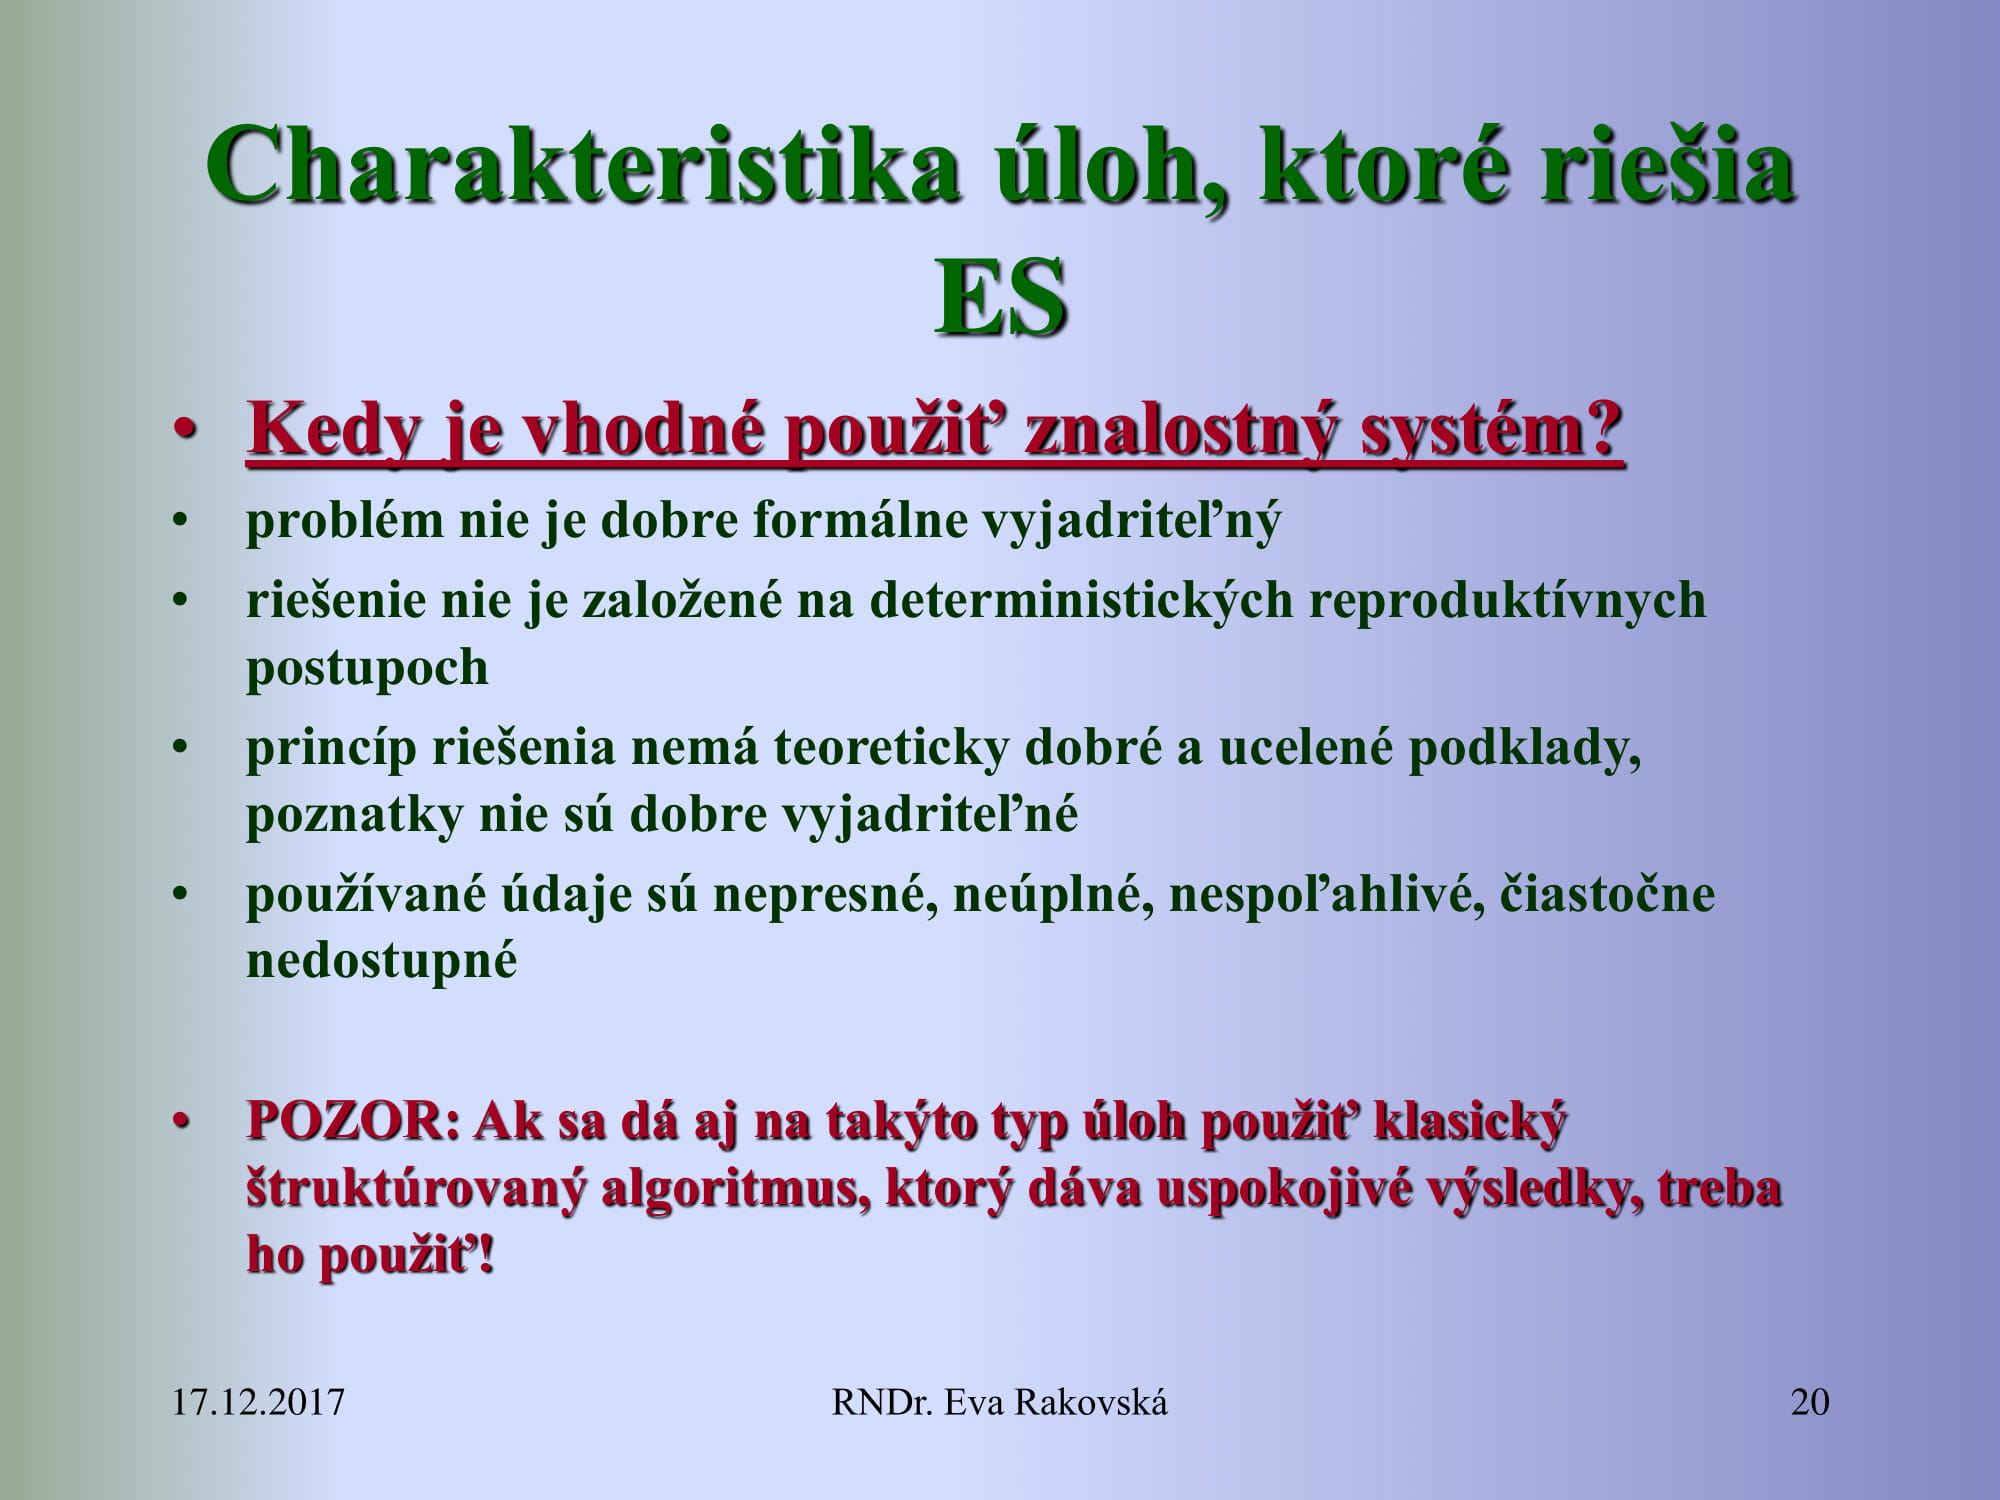 Charakteristika úloh, ktoré riešia
ES
• Kedy je vhodné použiť znalostný systém?
• problém nie je dobre formálne vyjadriteľný
• riešenie nie je založené na deterministických reproduktívnych
postupoch
• princíp riešenia nemá teoreticky dobré a ucelené podklady,
poznatky nie sú dobre vyjadriteľné
• používané údaje sú nepresné, neúplné, nespoľahlivé, čiastočne
nedostupné
• POZOR: Ak sa dá aj na takýto typ úloh použiť klasický
štruktúrovaný algoritmus, ktorý dáva uspokojivé výsledky, treba
ho použiť!
17.12.2017
RNDr. Eva Rakovská
20